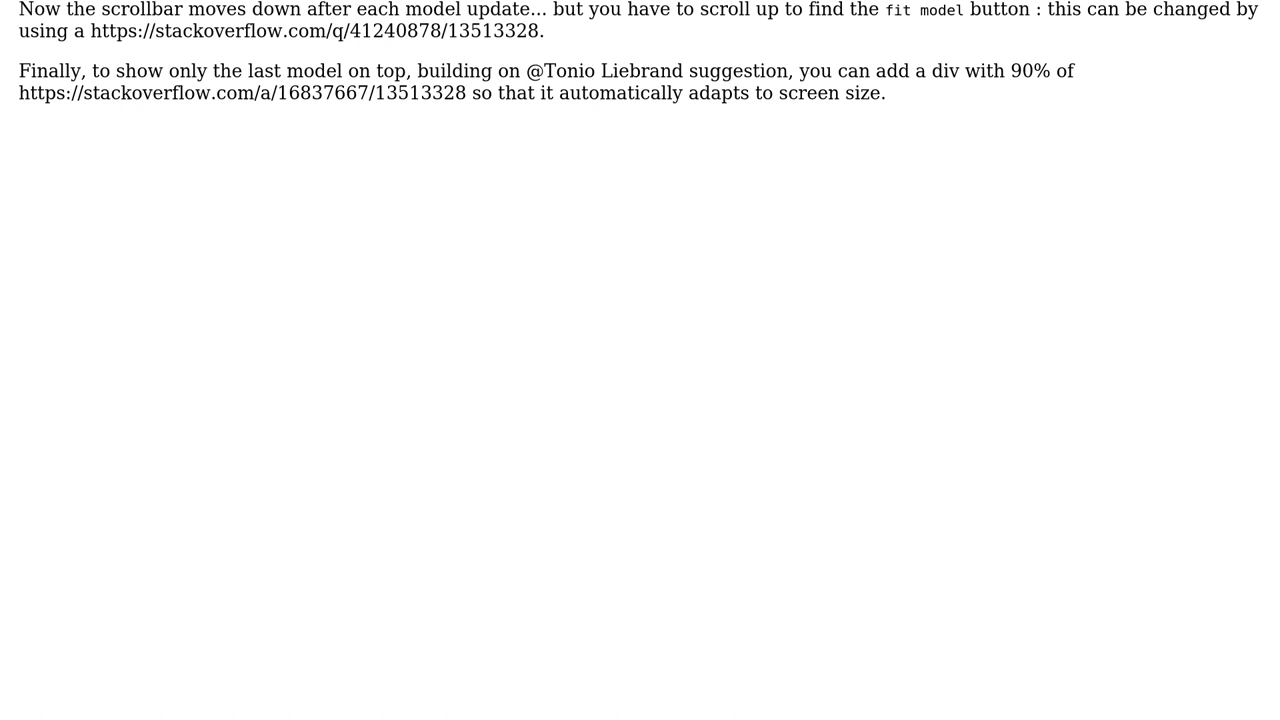 Now the scrollbar moves down after each model update... but you have to scroll up to find the fit model button : this can be changed by
using a https://stackoverflow.com/q/41240878/13513328.
Finally, to show only the last model on top, building on @Tonio Liebrand suggestion, you can add a div with 90% of
https://stackoverflow.com/a/16837667/13513328 so that it automatically adapts to screen size.